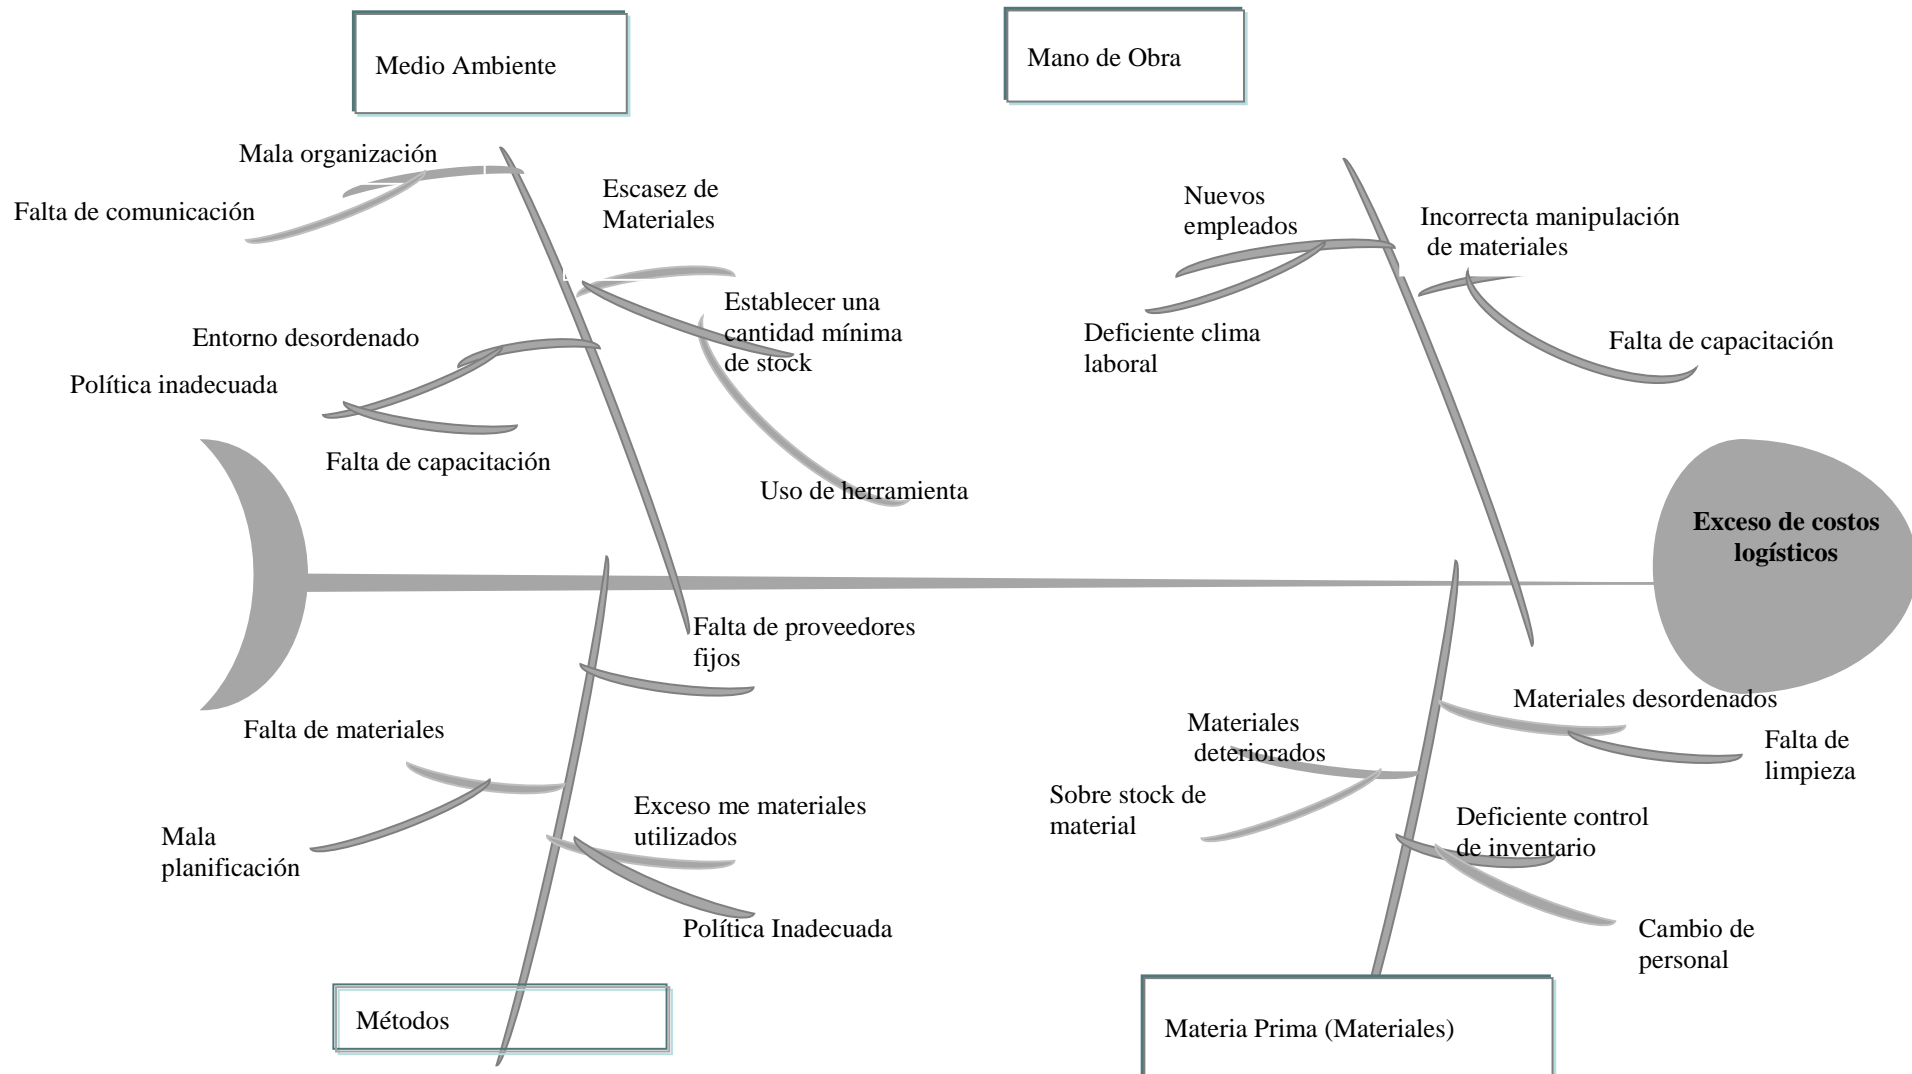 Medio Ambiente
Mano de Obra
Mala organización
Falta de comunicación
Escasez de
Materiales
Establecer una
cantidad mínima
de stock
Entorno desordenado
Política inadecuada
Falta de capacitación
Uso de herramienta
Nuevos
empleados
Incorrecta manipulación
de materiales
Deficiente clima
laboral
Falta de capacitación
Exceso de costos
logísticos
Falta de proveedores
fijos
Falta de materiales
Mala
planificación
Exceso me materiales
utilizados
Política Inadecuada
Materiales desordenados
Materiales
deteriorados
Falta de
limpieza
Sobre stock de
material
Deficiente control
de inventario
Cambio de
personal
Métodos
Materia Prima (Materiales)